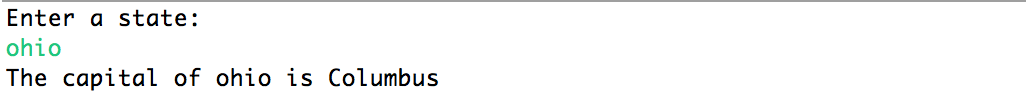 Enter a state:
ohio
The capital of ohio is Columbus